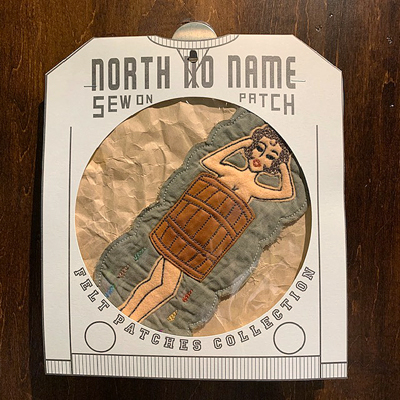 NORTH NO NAME
SEW ON PATCH
FELT PATCHES COLLECTION